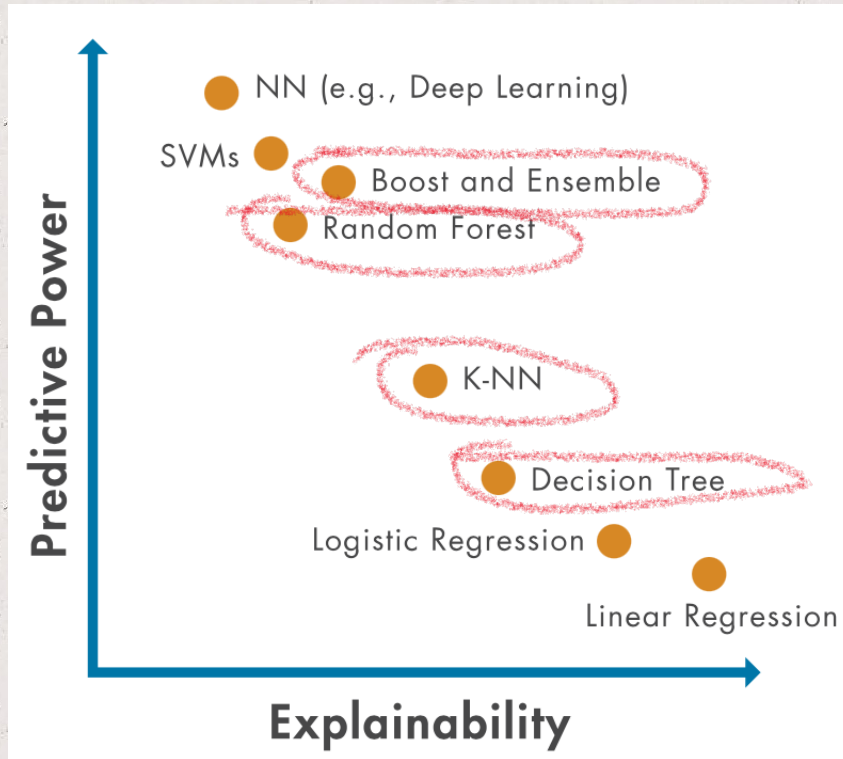 NN (e.g., Deep Learning)
SVMs
Boost and Ensemble
Random Forest
K-NN
Decision Tree
Logistic Regression
Linear Regression
Predictive Power
Explainability